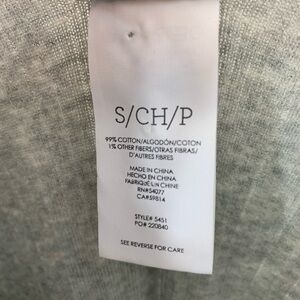 S/CH/P
99% COTTON/ALGODÓN/COTON
1% OTHER FIBERS/OTRAS FIBRAS/
D'AUTRES FIBRES
MADE IN CHINA
HECHO EN CHINA
FABRIQUÉ EN CHINE
RN#54077
CA#59814
STYLE# 5451
PO# 220840
SEE REVERSE FOR CARE